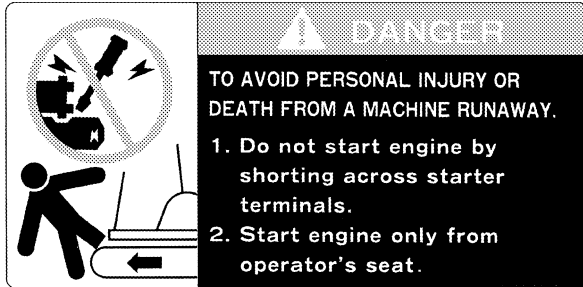 DANGER
TO AVOID PERSONAL INJURY OR
DEATH FROM A MACHINE RUNAWAY.
1. Do not start engine by
shorting across starter
terminals.
2. Start engine only from
operator's seat.